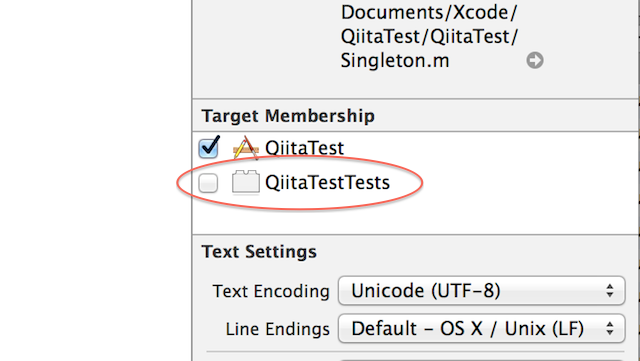 Documents/Xcode/
QiitaTest/QiitaTest/
Singleton.m
Target Membership
QiitaTest
QiitaTestTests
Text Settings
Text Encoding Unicode (UTF-8)
Line Endings Default - OS X / Unix (LF)